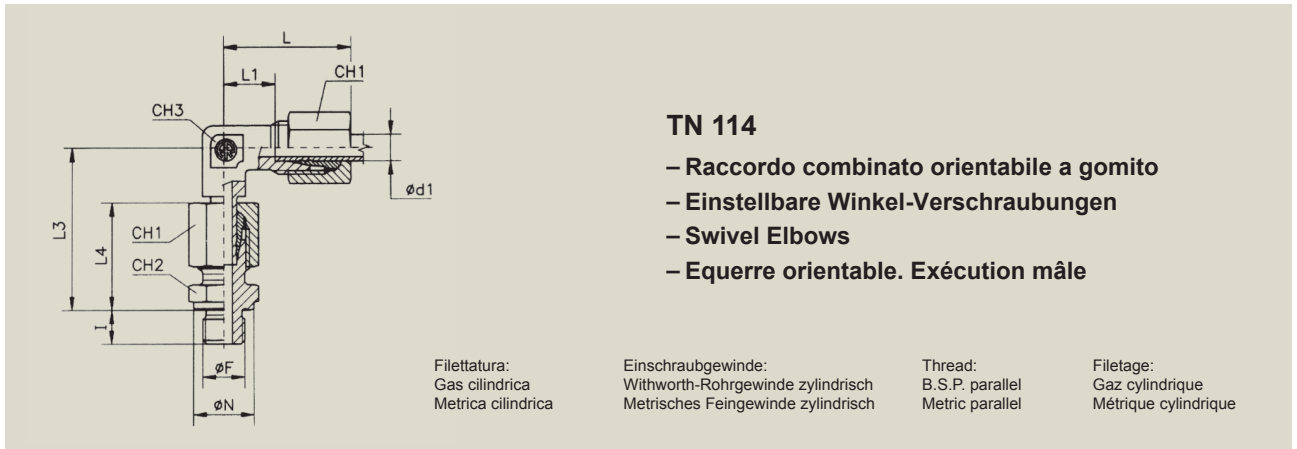 L
L1
CH1
CH3
Ød1
L3
L4
CH1
CH2
I
ØF
ØN
TN 114
– Raccordo combinato orientabile a gomito
– Einstellbare Winkel-Verschraubungen
– Swivel Elbows
– Equerre orientable. Exécution mâle
Filettatura:
Gas cilindrica
Metrica cilindrica
Einschraubgewinde:
Withworth-Rohrgewinde zylindrisch
Metrisches Feingewinde zylindrisch
Thread:
B.S.P. parallel
Metric parallel
Filetage:
Gaz cylindrique
Métrique cylindrique